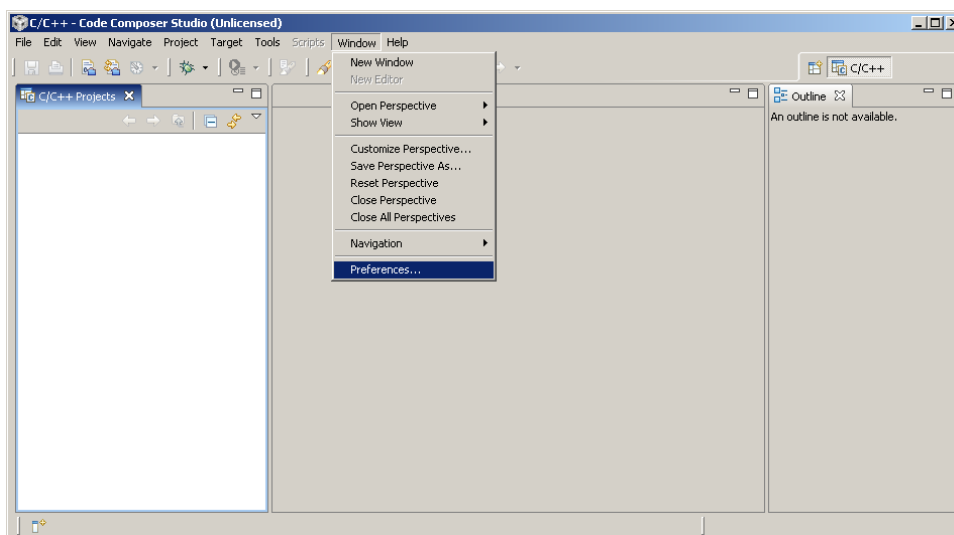 C/C++ - Code Composer Studio (Unlicensed)
File Edit View Navigate Project Target Tools Scripts Window Help
New Window
New Editor
Open Perspective
Show View
Customize Perspective...
Save Perspective As...
Reset Perspective
Close Perspective
Close All Perspectives
Navigation
Preferences...
C/C++
C/C++ Projects
Outline
An outline is not available.